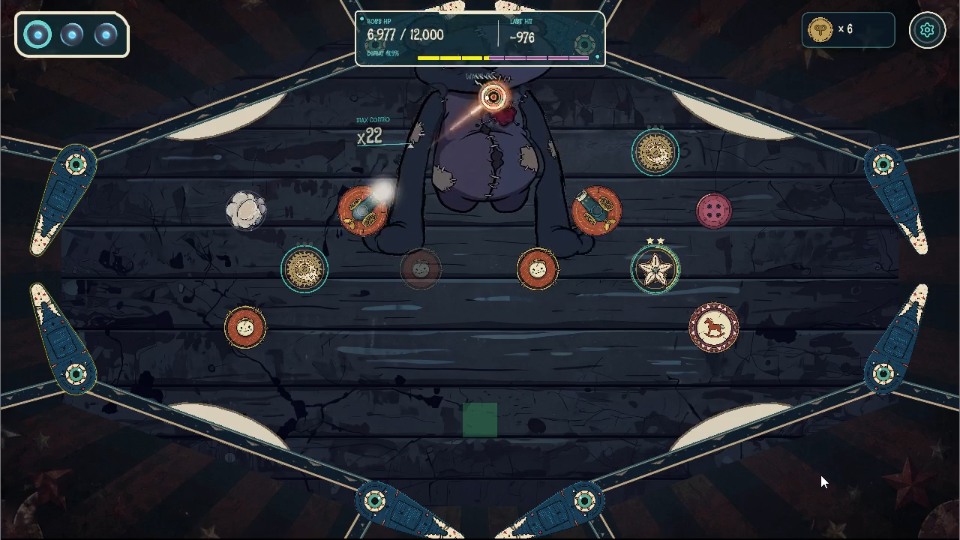 BOSS HP
6,977 / 12,000
LAST HIT
-976
x 6
MAX COMBO
x22